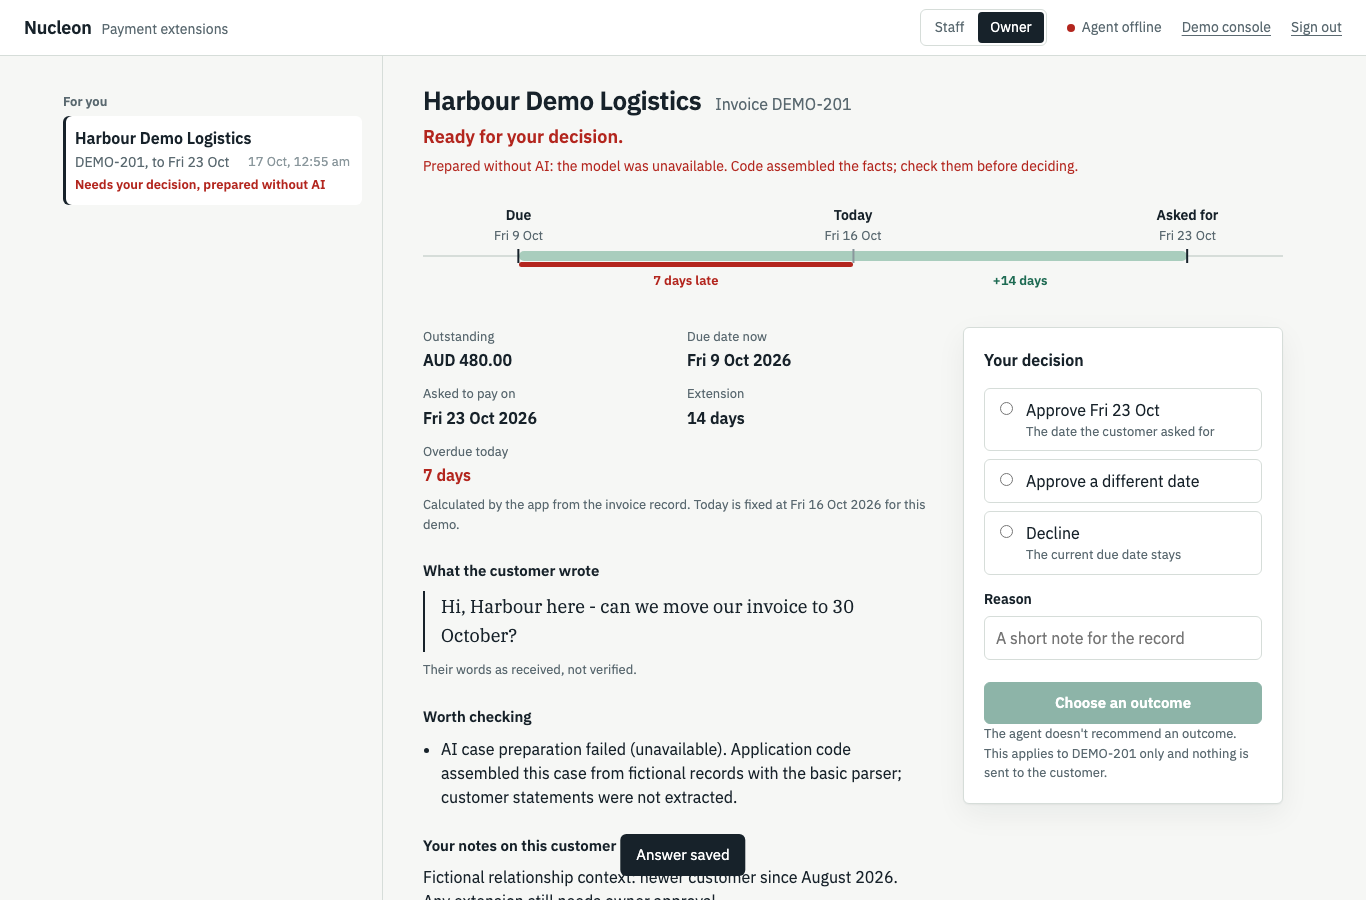 Nucleon Payment extensions
Staff Owner Agent offline Demo console Sign out
For you
Harbour Demo Logistics
DEMO-201, to Fri 23 Oct 17 Oct, 12:55 am
Needs your decision, prepared without AI
Harbour Demo Logistics Invoice DEMO-201
Ready for your decision.
Prepared without AI: the model was unavailable. Code assembled the facts; check them before deciding.
Due Today Asked for
Fri 9 Oct Fri 16 Oct Fri 23 Oct
7 days late +14 days
Outstanding Due date now
AUD 480.00 Fri 9 Oct 2026
Asked to pay on Extension
Fri 23 Oct 2026 14 days
Overdue today
7 days
Calculated by the app from the invoice record. Today is fixed at Fri 16 Oct 2026 for this
demo.
What the customer wrote
Hi, Harbour here - can we move our invoice to 30
October?
Their words as received, not verified.
Worth checking
• AI case preparation failed (unavailable). Application code
assembled this case from fictional records with the basic parser;
customer statements were not extracted.
Your notes on this customer
Fictional relationship context: newer customer since August 2026.
Any extension still needs owner approval.
Your decision
Approve Fri 23 Oct
The date the customer asked for
Approve a different date
Decline
The current due date stays
Reason
A short note for the record
Choose an outcome
The agent doesn't recommend an outcome.
This applies to DEMO-201 only and nothing is
sent to the customer.
Answer saved